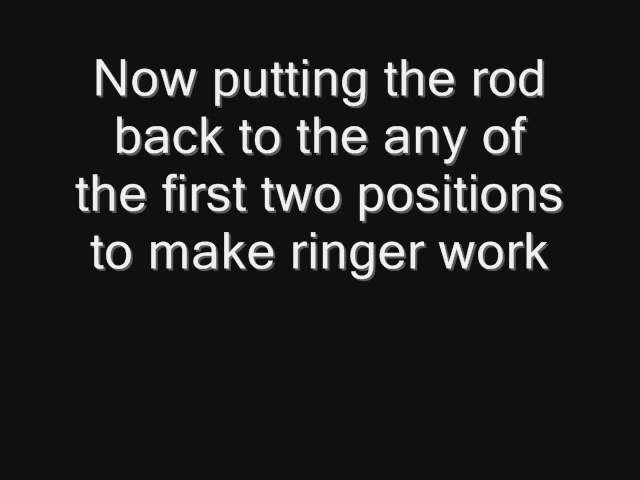 Now putting the rod
back to the any of
the first two positions
to make ringer work